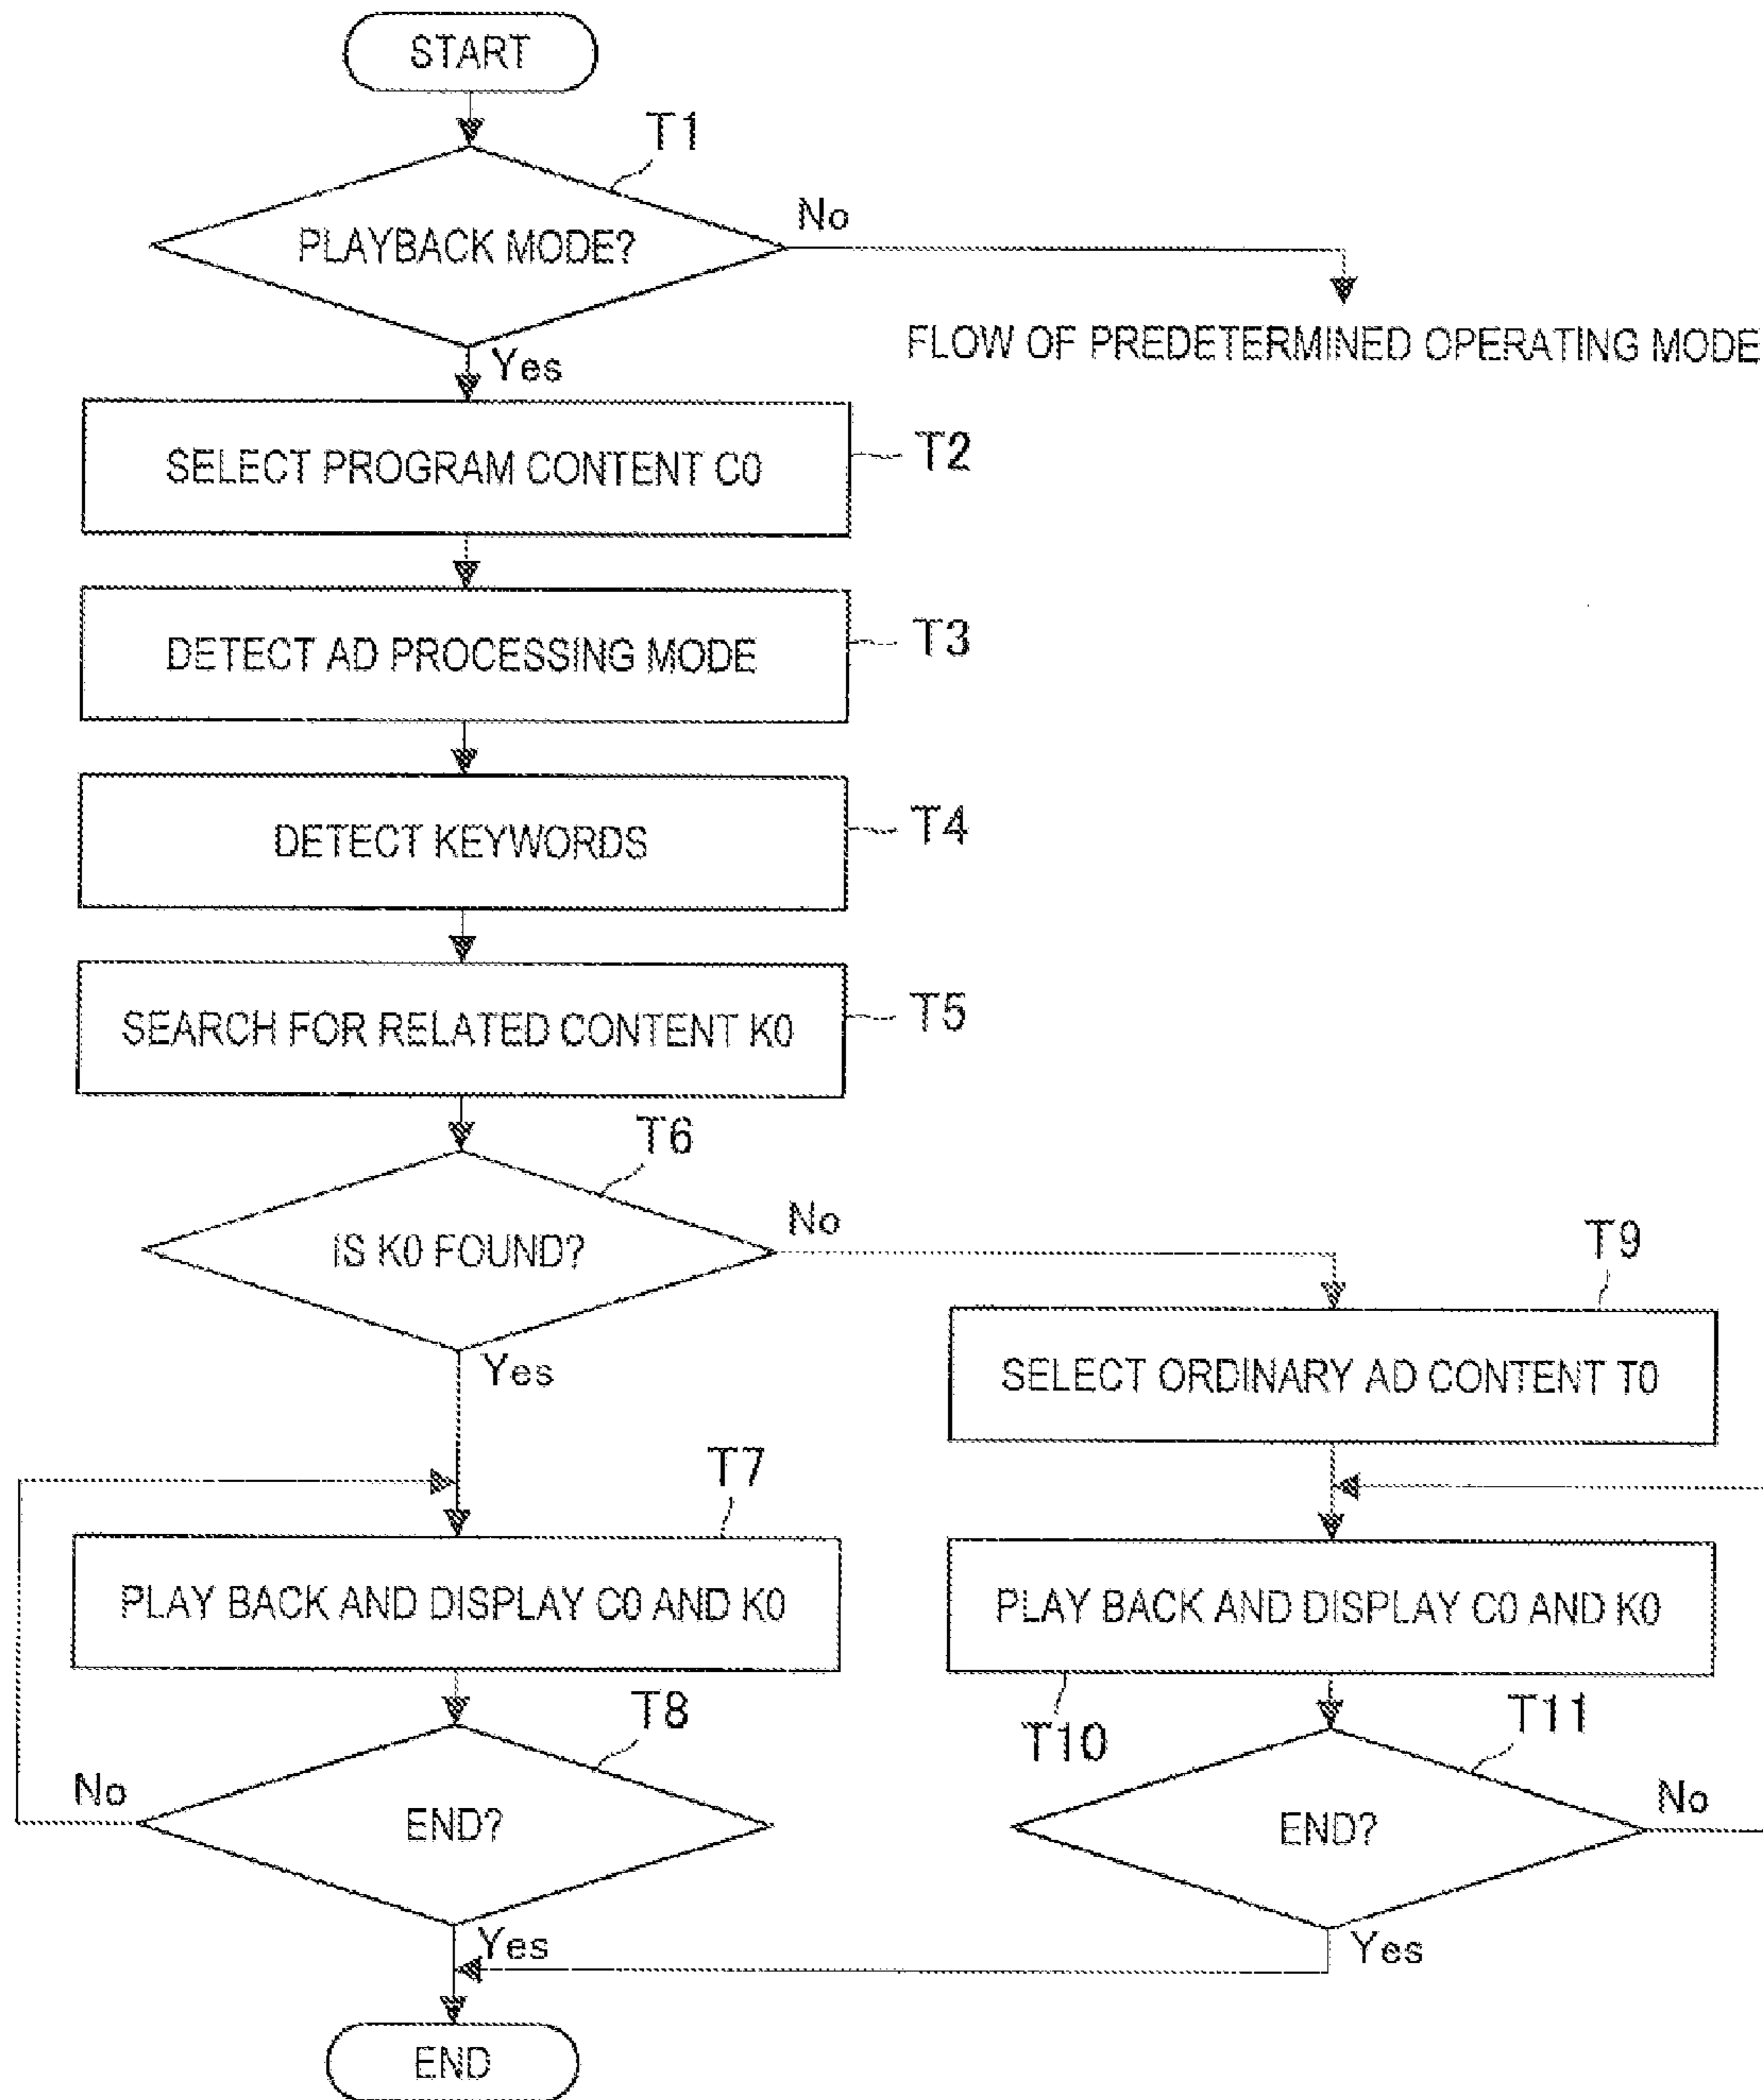 START
T1
PLAYBACK MODE?
No
FLOW OF PREDETERMINED OPERATING MODE
Yes
SELECT PROGRAM CONTENT C0
T2
DETECT AD PROCESSING MODE
T3
DETECT KEYWORDS
T4
SEARCH FOR RELATED CONTENT K0
T5
T6
IS K0 FOUND?
No
Yes
T9
SELECT ORDINARY AD CONTENT T0
T7
PLAY BACK AND DISPLAY C0 AND K0
PLAY BACK AND DISPLAY C0 AND K0
T8
T10
T11
No
END?
END?
No
Yes
Yes
END